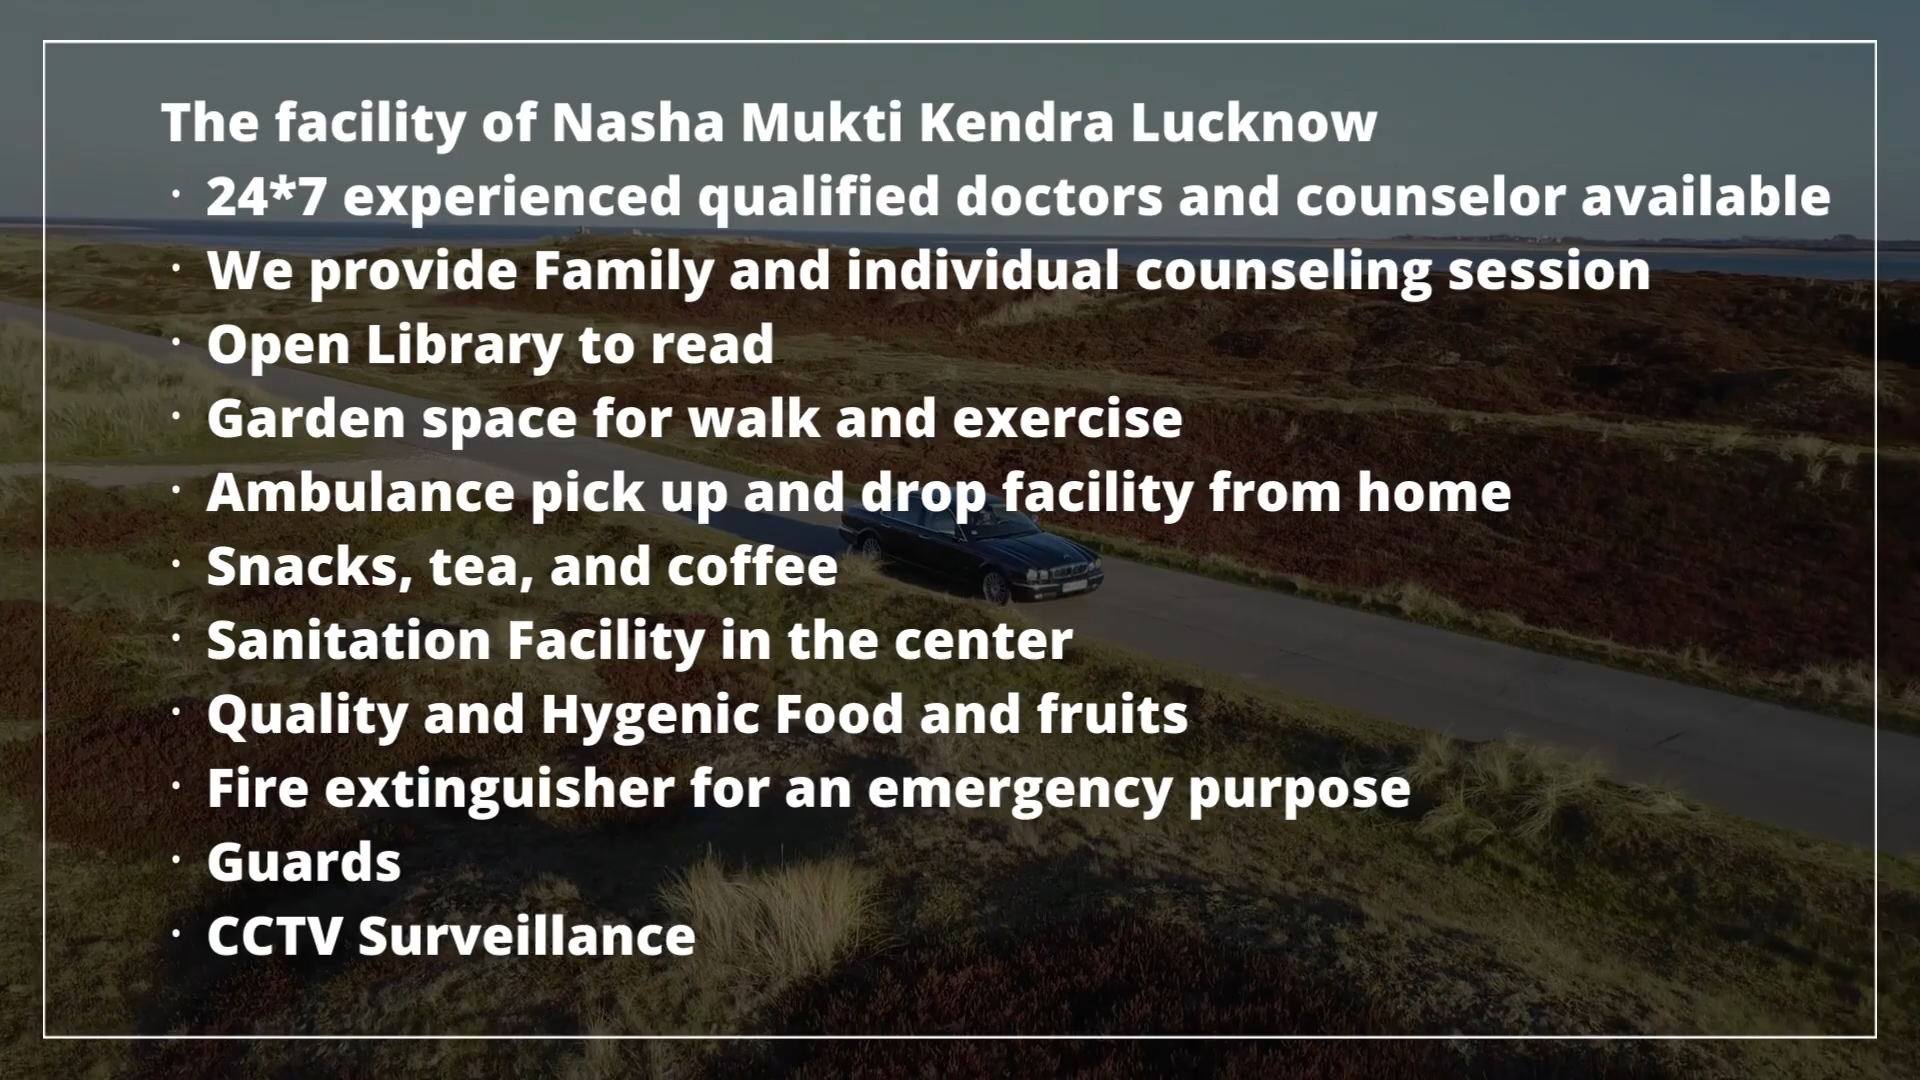 The facility of Nasha Mukti Kendra Lucknow
· 24*7 experienced qualified doctors and counselor available
· We provide Family and individual counseling session
· Open Library to read
· Garden space for walk and exercise
· Ambulance pick up and drop facility from home
· Snacks, tea, and coffee
· Sanitation Facility in the center
· Quality and Hygenic Food and fruits
· Fire extinguisher for an emergency purpose
· Guards
· CCTV Surveillance